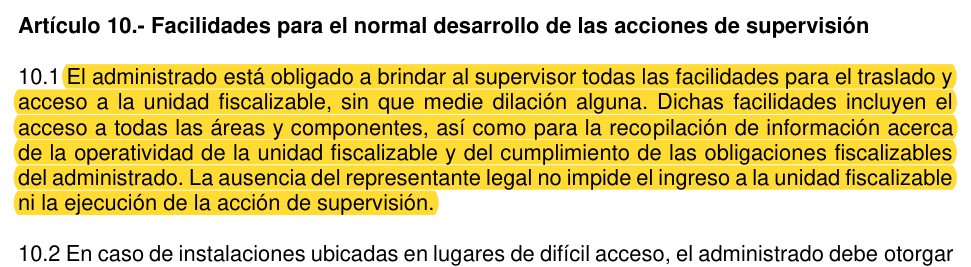 Artículo 10.- Facilidades para el normal desarrollo de las acciones de supervisión
10.1 El administrado está obligado a brindar al supervisor todas las facilidades para el traslado y
acceso a la unidad fiscalizable, sin que medie dilación alguna. Dichas facilidades incluyen el
acceso a todas las áreas y componentes, así como para la recopilación de información acerca
de la operatividad de la unidad fiscalizable y del cumplimiento de las obligaciones fiscalizables
del administrado. La ausencia del representante legal no impide el ingreso a la unidad fiscalizable
ni la ejecución de la acción de supervisión.
10.2 En caso de instalaciones ubicadas en lugares de difícil acceso, el administrado debe otorgar